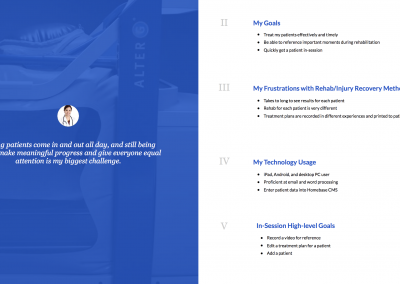 ALTER
g patients come in and out all day, and still being
make meaningful progress and give everyone equal
attention is my biggest challenge.
II
My Goals
Treat my patients effectively and timely
Be able to reference important moments during rehabilitation
Quickly get a patient in-session
III
My Frustrations with Rehab/Injury Recovery Metho
Takes to long to see results for each patient
Rehab for each patient is very different
Treatment plans are recorded in different experiences and printed to pa
IV
My Technology Usage
iPad, Android, and desktop PC user
Proficient at email and word processing
Enter patient data into Homebase CMS
V
In-Session High-level Goals
Record a video for reference
Edit a treatment plan for a patient
Add a patient